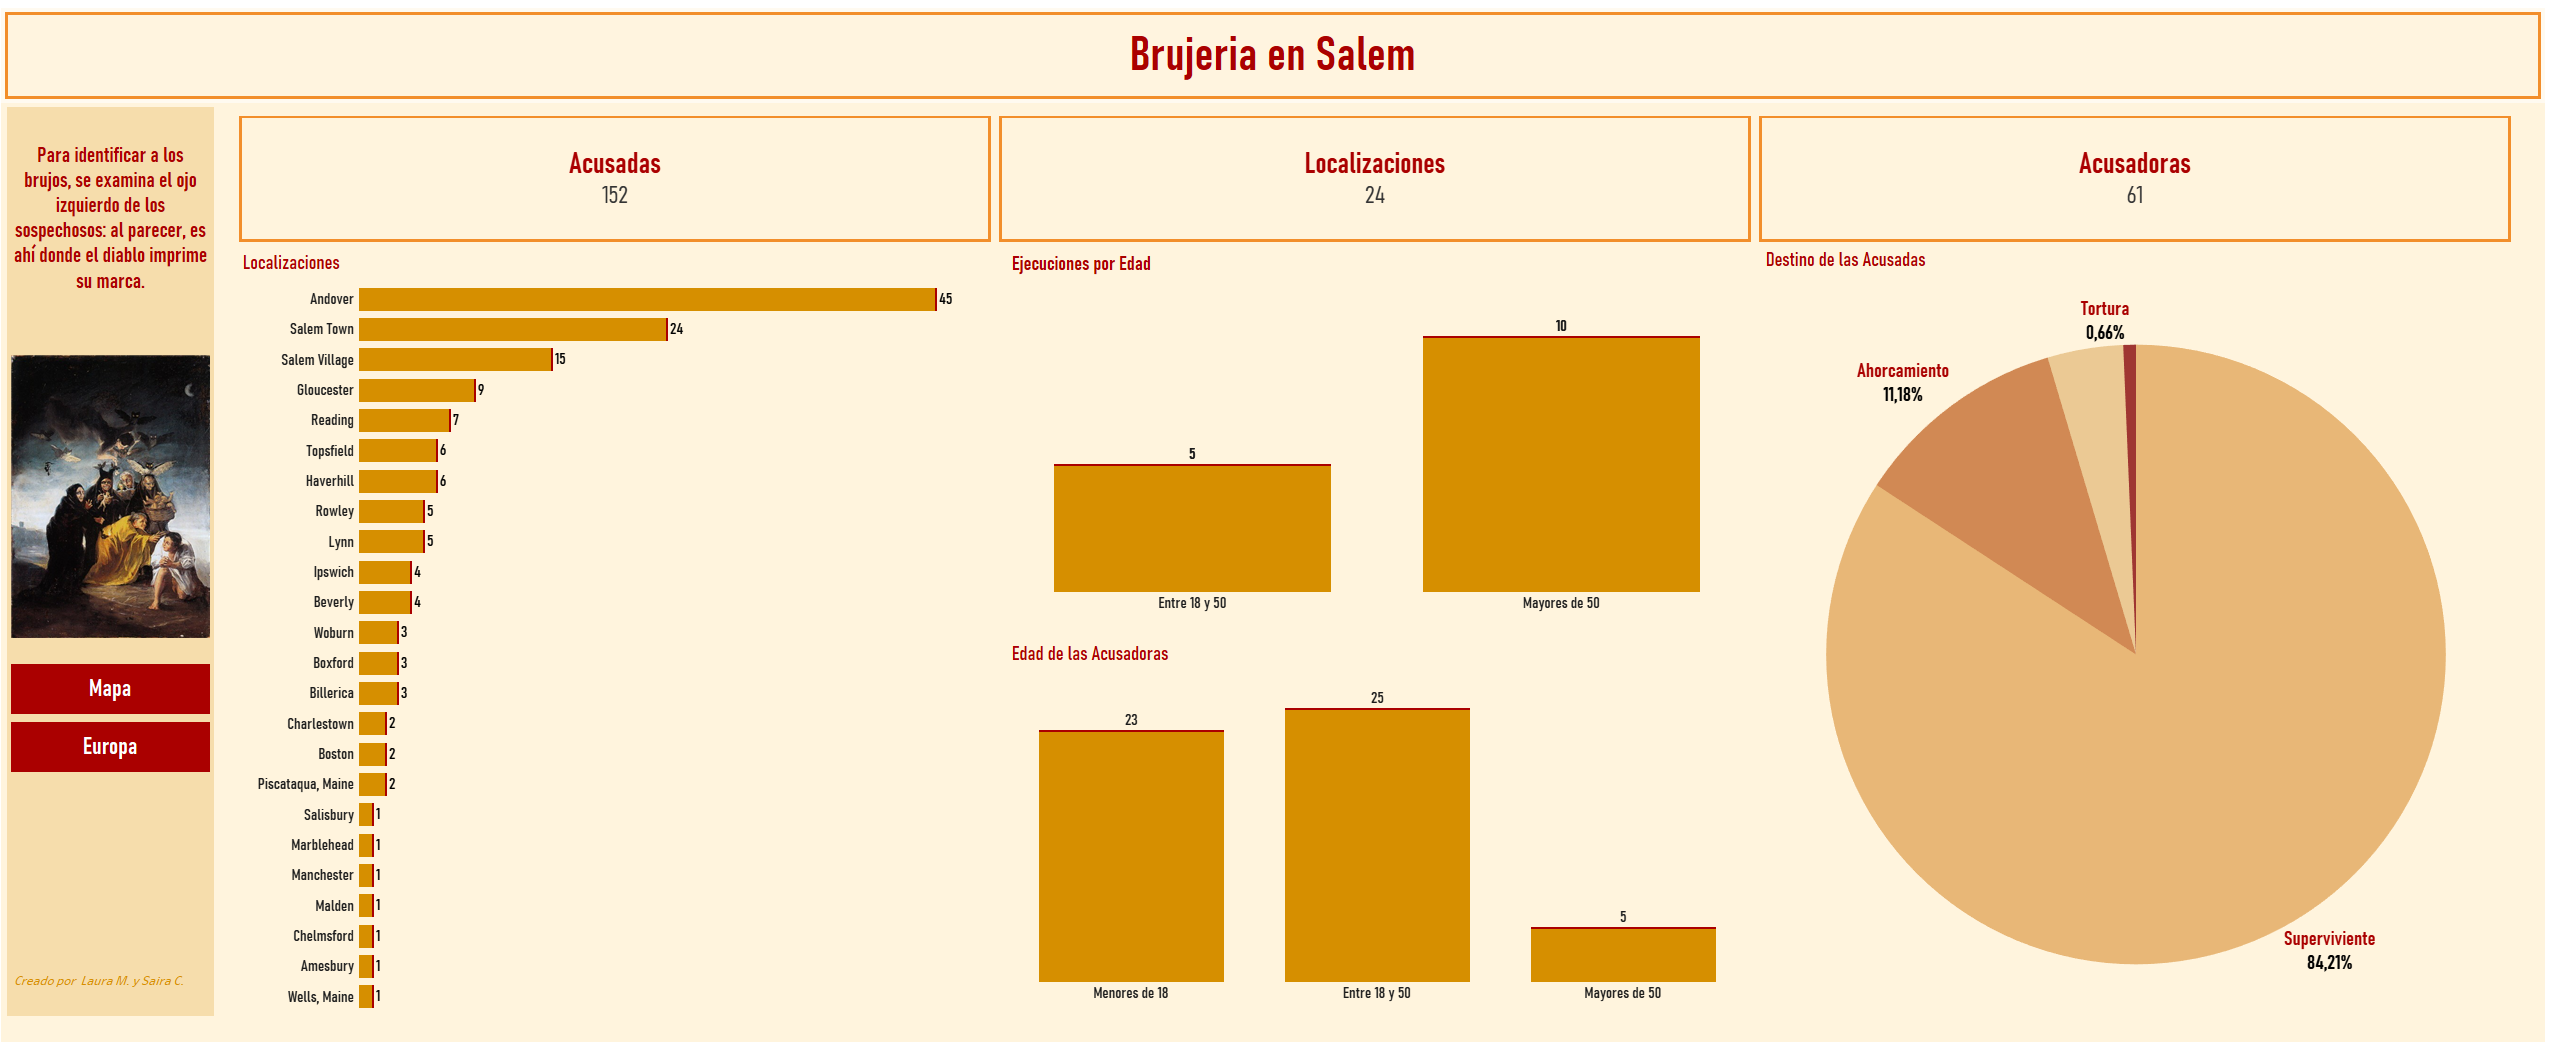 Brujeria en Salem
Para identificar a los
brujos, se examina el ojo
izquierdo de los
sospechosos: al parecer, es
ahí donde el diablo imprime
su marca.
Mapa
Europa
Creado por Laura M. y Saira C.
Acusadas
152
Localizaciones
24
Acusadoras
61
Localizaciones
Andover 45
Salem Town 24
Salem Village 15
Gloucester 9
Reading 7
Topsfield 6
Haverhill 6
Rowley 5
Lynn 5
Ipswich 4
Beverly 4
Woburn 3
Boxford 3
Billerica 3
Charlestown 2
Boston 2
Piscataqua, Maine 2
Salisbury 1
Marblehead 1
Manchester 1
Malden 1
Chelmsford 1
Amesbury 1
Wells, Maine 1
Ejecuciones por Edad
5
10
Entre 18 y 50
Mayores de 50
Edad de las Acusadoras
23
25
5
Menores de 18
Entre 18 y 50
Mayores de 50
Destino de las Acusadas
Tortura
0,66%
Ahorcamiento
11,18%
Superviviente
84,21%